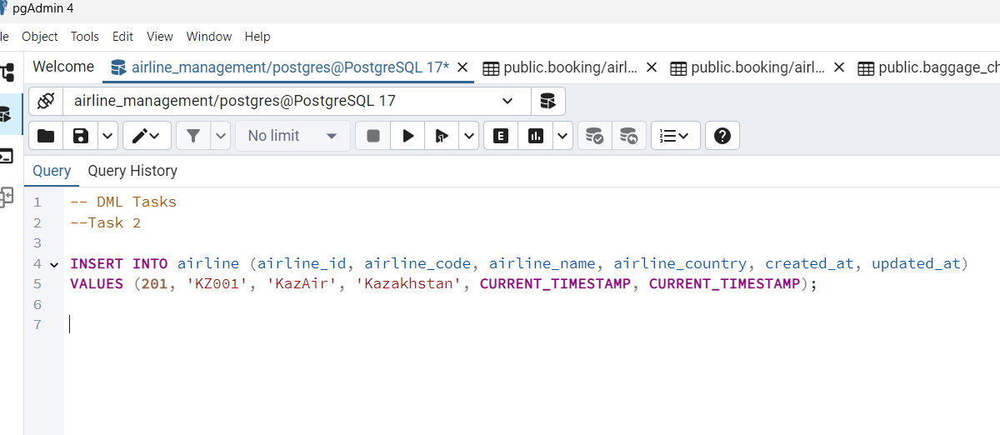 pgAdmin 4
le Object Tools Edit View Window Help
Welcome airline_management/postgres@PostgreSQL 17* public.booking/airl... public.booking/airl... public.baggage_ch
airline_management/postgres@PostgreSQL 17
No limit E
Query Query History
1 -- DML Tasks
2 --Task 2
3
4 INSERT INTO airline (airline_id, airline_code, airline_name, airline_country, created_at, updated_at)
5 VALUES (201, 'KZ001', 'KazAir', 'Kazakhstan', CURRENT_TIMESTAMP, CURRENT_TIMESTAMP);
6
7